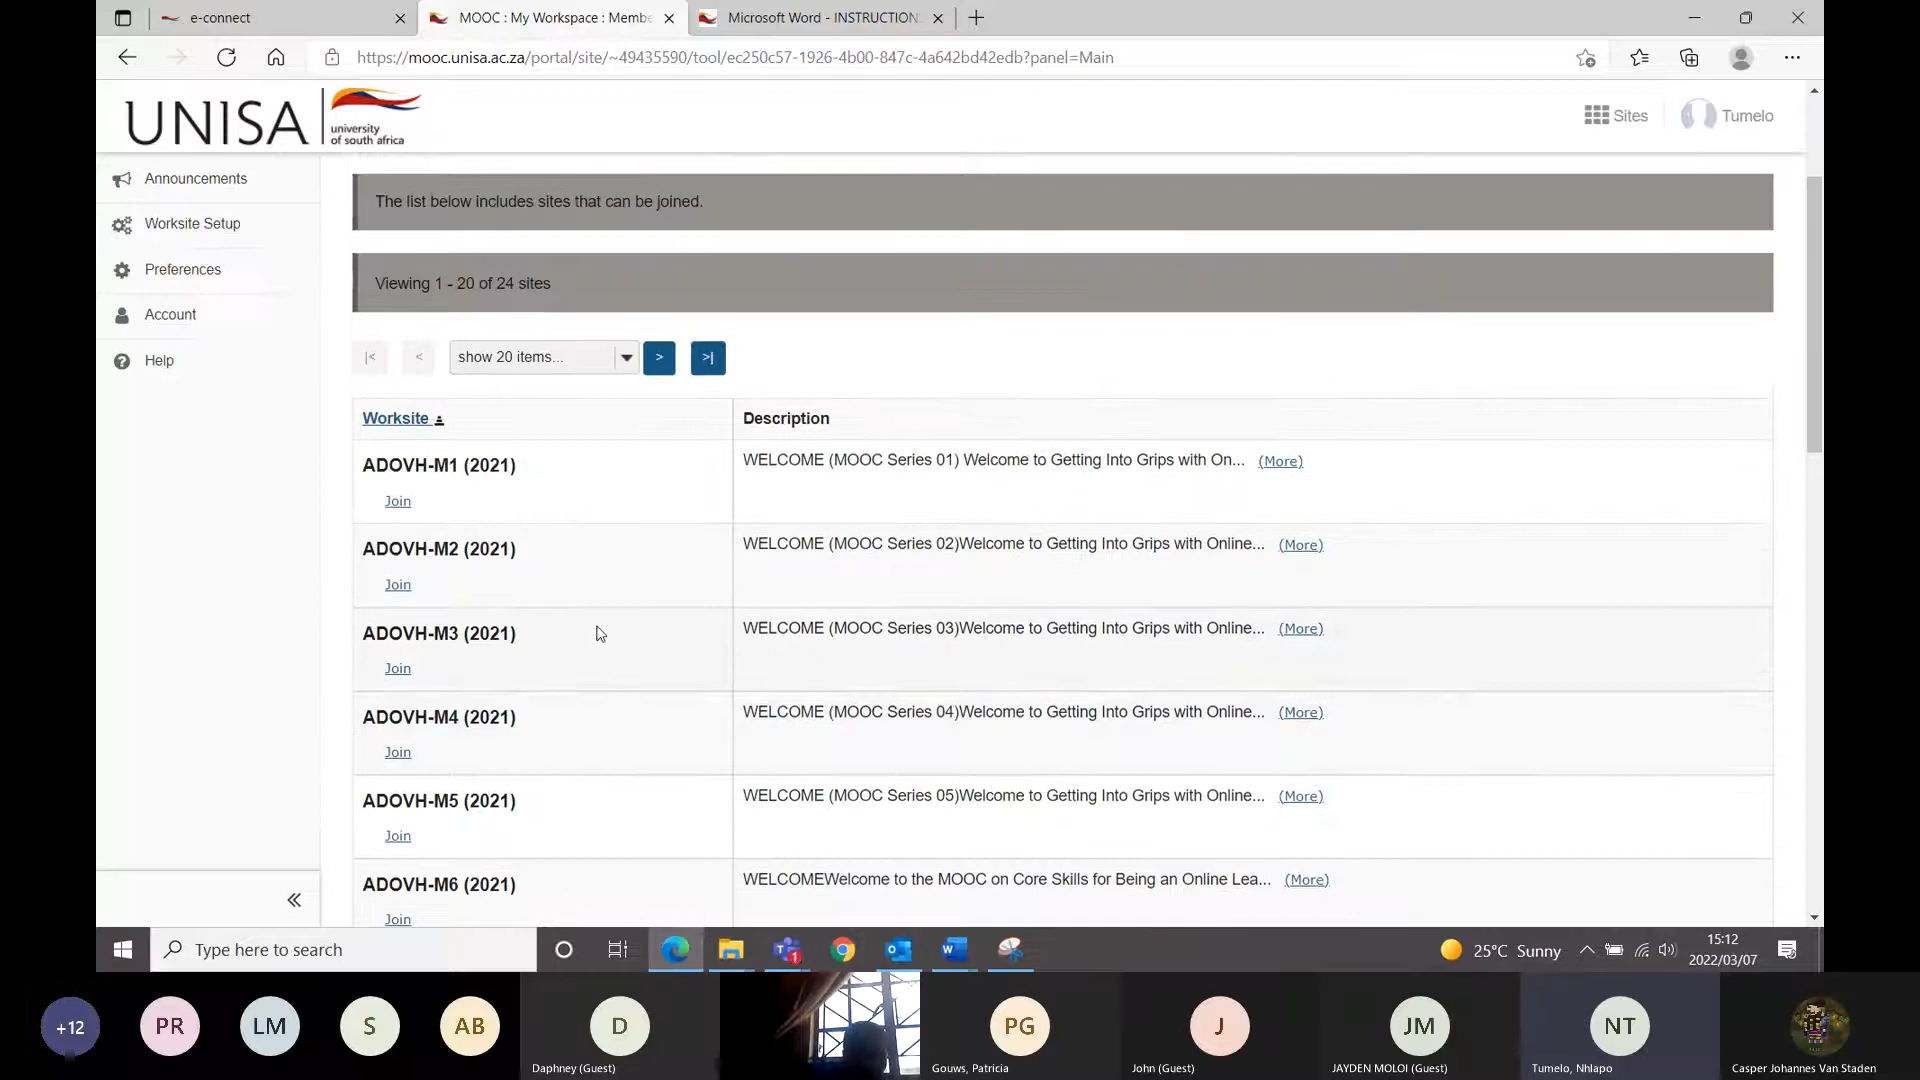 e-connect
MOOC : My Workspace : Membe
Microsoft Word - INSTRUCTION
https://mooc.unisa.ac.za/portal/site/~49435590/tool/ec250c57-1926-4b00-847c-4a642bd42edb?panel=Main
UNISA
university
of south africa
Sites
Tumelo
Announcements
Worksite Setup
Preferences
Account
Help
The list below includes sites that can be joined.
Viewing 1 - 20 of 24 sites
|< < show 20 items... > >|
Worksite Description
ADOVH-M1 (2021) WELCOME (MOOC Series 01) Welcome to Getting Into Grips with On... (More)
Join
ADOVH-M2 (2021) WELCOME (MOOC Series 02)Welcome to Getting Into Grips with Online... (More)
Join
ADOVH-M3 (2021) WELCOME (MOOC Series 03)Welcome to Getting Into Grips with Online... (More)
Join
ADOVH-M4 (2021) WELCOME (MOOC Series 04)Welcome to Getting Into Grips with Online... (More)
Join
ADOVH-M5 (2021) WELCOME (MOOC Series 05)Welcome to Getting Into Grips with Online... (More)
Join
ADOVH-M6 (2021) WELCOMEWelcome to the MOOC on Core Skills for Being an Online Lea... (More)
Join
Type here to search
1
25°C Sunny
15:12
2022/03/07
+12 PR LM S AB D PG J JM NT
Daphney (Guest) Gouws, Patricia John (Guest) JAYDEN MOLOI (Guest) Tumelo, Nhlapo Casper Johannes Van Staden